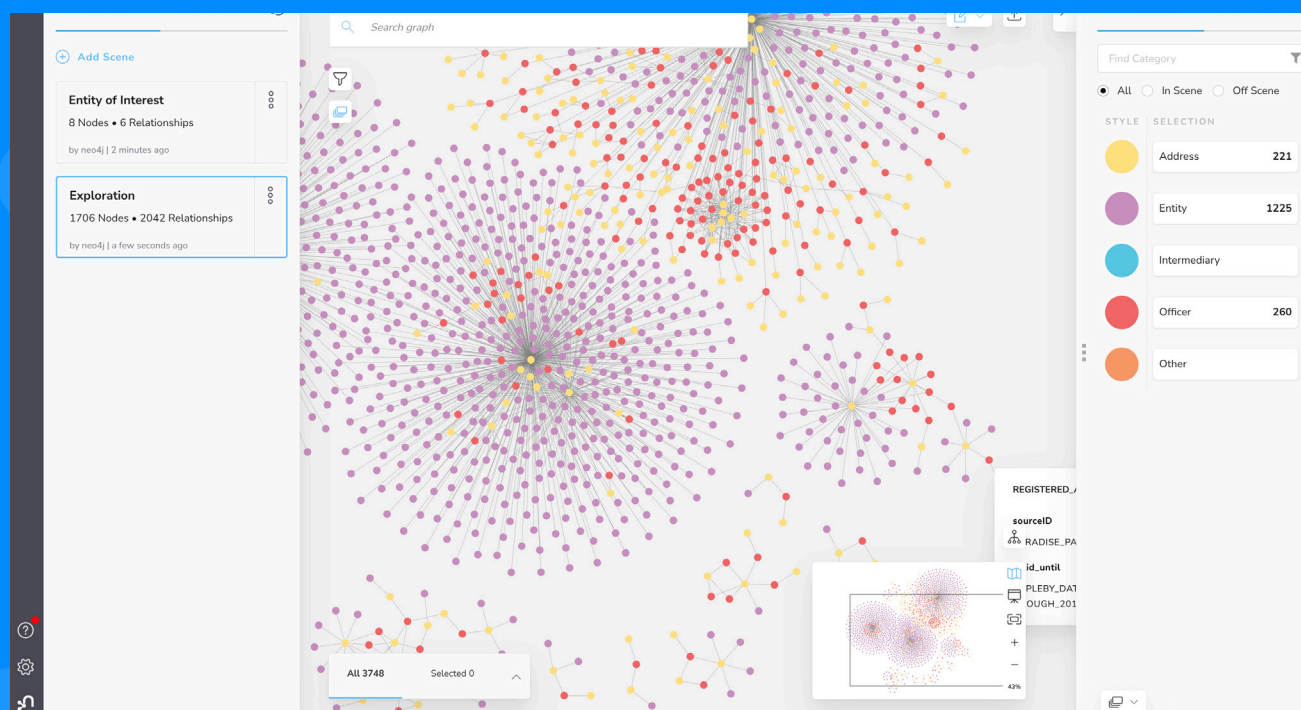 Add Scene
Entity of Interest
8 Nodes • 6 Relationships
by neo4j | 2 minutes ago
Exploration
1706 Nodes • 2042 Relationships
by neo4j | a few seconds ago
Search graph
REGISTERED_A
sourceID
RADISE_PA
id_until
PLEBY_DAT
OUGH_201
43%
All 3748
Selected 0
Find Category
All
In Scene
Off Scene
STYLE
SELECTION
Address 221
Entity 1225
Intermediary
Officer 260
Other